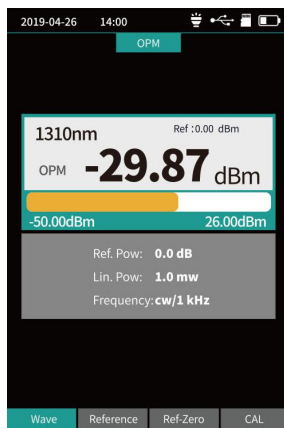 2019-04-26 14:00
OPM
1310nm Ref :0.00 dBm
OPM -29.87 dBm
-50.00dBm 26.00dBm
Ref. Pow: 0.0 dB
Lin. Pow: 1.0 mw
Frequency:cw/1 kHz
Wave Reference Ref-Zero CAL